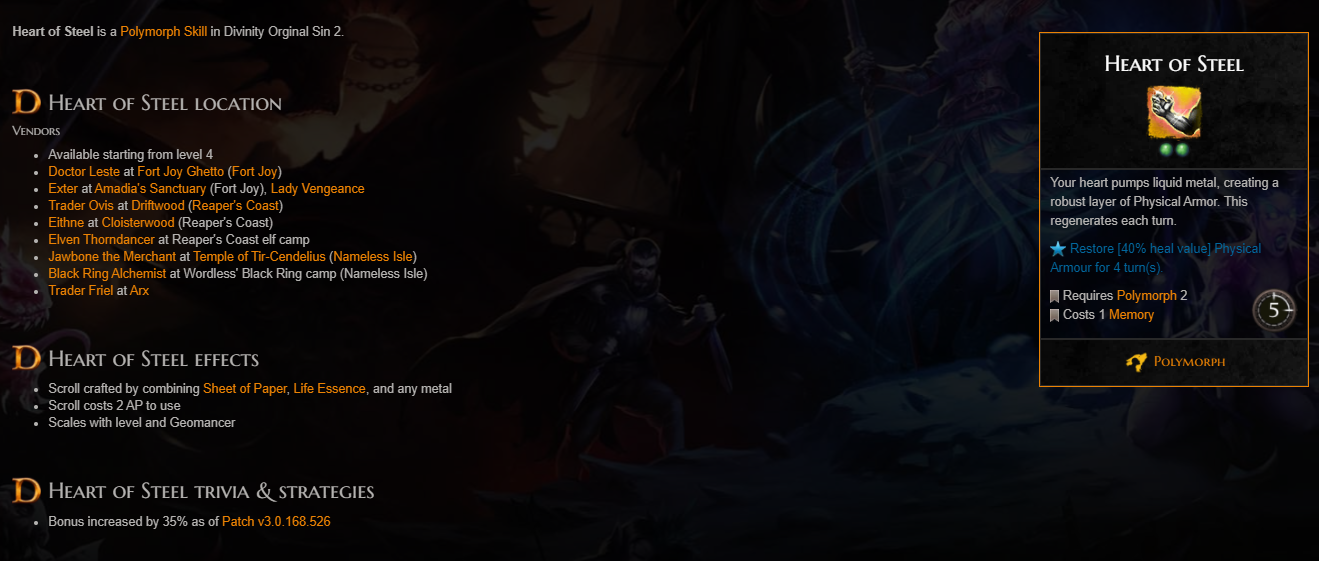 Heart of Steel is a Polymorph Skill in Divinity Orginal Sin 2.
Heart of Steel location
Vendors
Available starting from level 4
Doctor Leste at Fort Joy Ghetto (Fort Joy)
Exter at Amadia's Sanctuary (Fort Joy), Lady Vengeance
Trader Ovis at Driftwood (Reaper's Coast)
Eithne at Cloisterwood (Reaper's Coast)
Elven Thorndancer at Reaper's Coast elf camp
Jawbone the Merchant at Temple of Tir-Cendelius (Nameless Isle)
Black Ring Alchemist at Wordless' Black Ring camp (Nameless Isle)
Trader Friel at Arx
Heart of Steel effects
Scroll crafted by combining Sheet of Paper, Life Essence, and any metal
Scroll costs 2 AP to use
Scales with level and Geomancer
Heart of Steel trivia & strategies
Bonus increased by 35% as of Patch v3.0.168.526
Heart of Steel
Your heart pumps liquid metal, creating a
robust layer of Physical Armor. This
regenerates each turn.
Restore [40% heal value] Physical
Armour for 4 turn(s).
Requires Polymorph 2
Costs 1 Memory
5
Polymorph